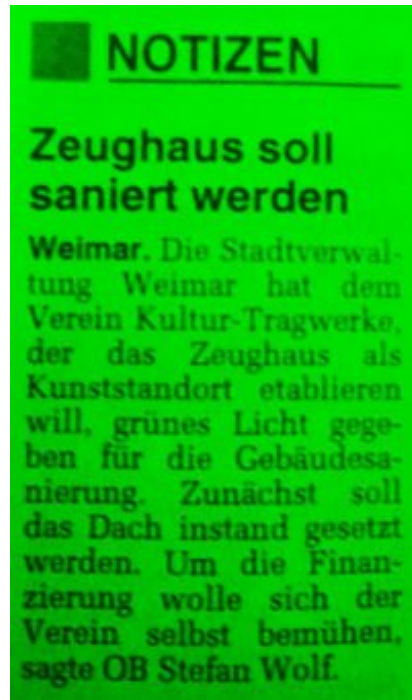 NOTIZEN
Zeughaus soll
saniert werden
Weimar. Die Stadtverwal-
tung Weimar hat dem
Verein Kultur-Tragwerke,
der das Zeughaus als
Kunststandort etablieren
will, grünes Licht gege-
ben für die Gebäudesa-
nierung. Zunächst soll
das Dach instand gesetzt
werden. Um die Finan-
zierung wolle sich der
Verein selbst bemühen,
sagte OB Stefan Wolf.